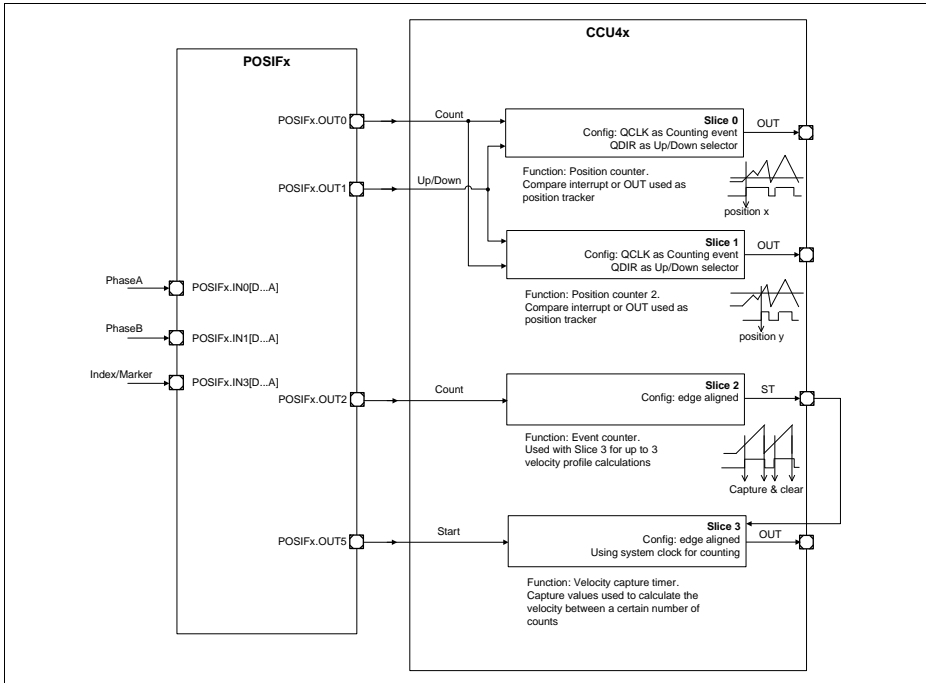 CCU4x
POSIFx
POSIFx.OUT0
Count
Slice 0
Config: QCLK as Counting event
QDIR as Up/Down selector
OUT
Function: Position counter.
Compare interrupt or OUT used as
position tracker
position x
POSIFx.OUT1
Up/Down
Slice 1
Config: QCLK as Counting event
QDIR as Up/Down selector
OUT
Function: Position counter 2.
Compare interrupt or OUT used as
position tracker
position y
PhaseA
POSIFx.IN0[D...A]
PhaseB
POSIFx.IN1[D...A]
Index/Marker
POSIFx.IN3[D...A]
POSIFx.OUT2
Count
Slice 2
Config: edge aligned
ST
Function: Event counter.
Used with Slice 3 for up to 3
velocity profile calculations
Capture & clear
POSIFx.OUT5
Start
Slice 3
Config: edge aligned
Using system clock for counting
OUT
Function: Velocity capture timer.
Capture values used to calculate the
velocity between a certain number of
counts